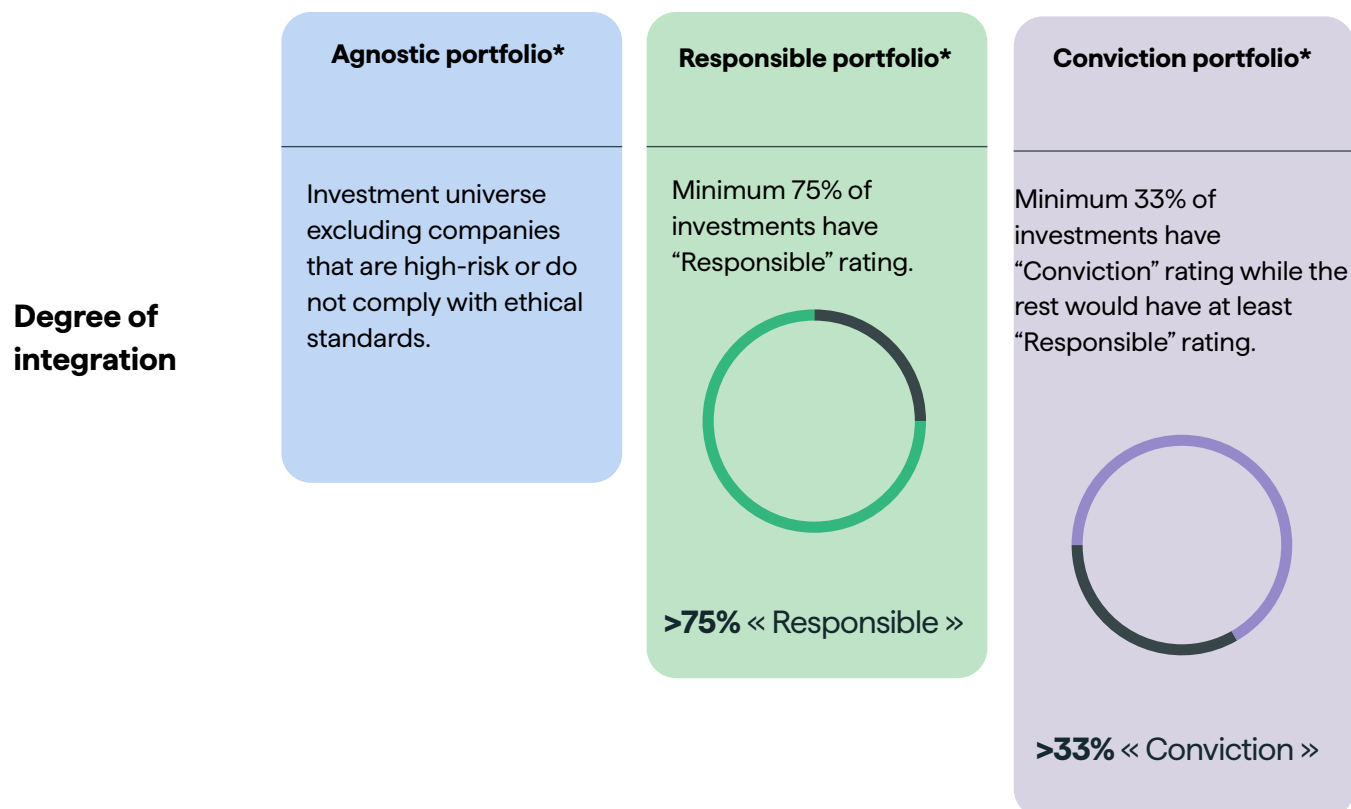 Degree of
integration
Agnostic portfolio*
Investment universe
excluding companies
that are high-risk or do
not comply with ethical
standards.
Responsible portfolio*
Minimum 75% of
investments have
“Responsible” rating.
>75% « Responsible »
Conviction portfolio*
Minimum 33% of
investments have
“Conviction” rating while the
rest would have at least
“Responsible” rating.
>33% « Conviction »